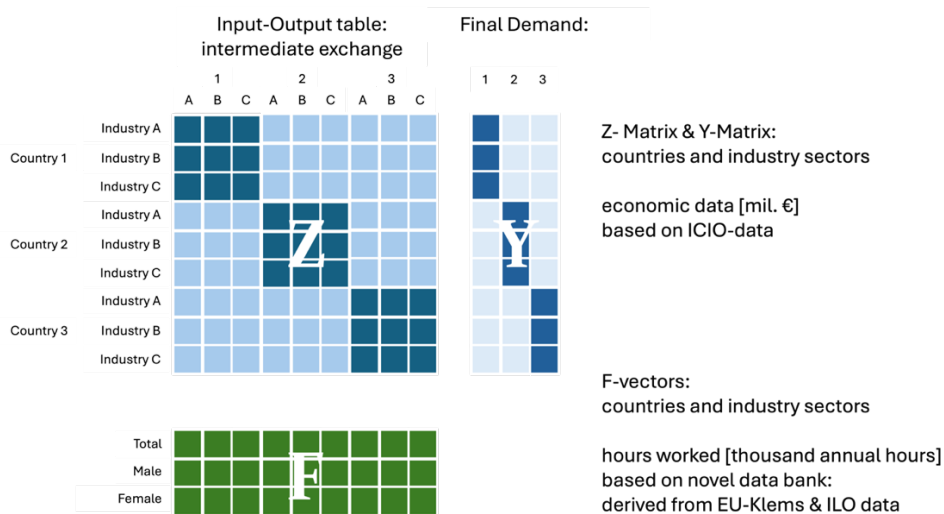 Input-Output table:
intermediate exchange
Final Demand:
1 2 3
1 2 3
A B C A B C A B C
Industry A
Country 1 Industry B
Industry C
Industry A
Country 2 Industry B
Industry C
Industry A
Country 3 Industry B
Industry C
Z
Y
Z- Matrix & Y-Matrix:
countries and industry sectors
economic data [mil. €]
based on ICIO-data
Total
Male
Female
F
F-vectors:
countries and industry sectors
hours worked [thousand annual hours]
based on novel data bank:
derived from EU-Klems & ILO data